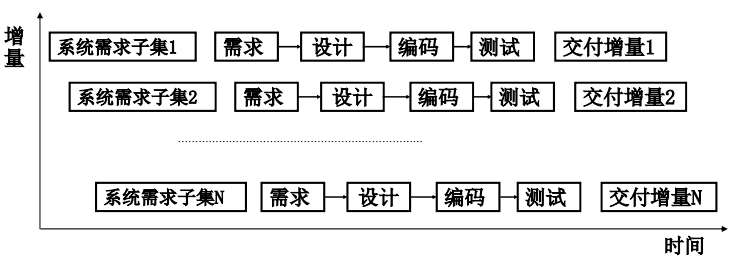 增量
系统需求子集1 需求 设计 编码 测试 交付增量1
系统需求子集2 需求 设计 编码 测试 交付增量2
系统需求子集N 需求 设计 编码 测试 交付增量N
时间